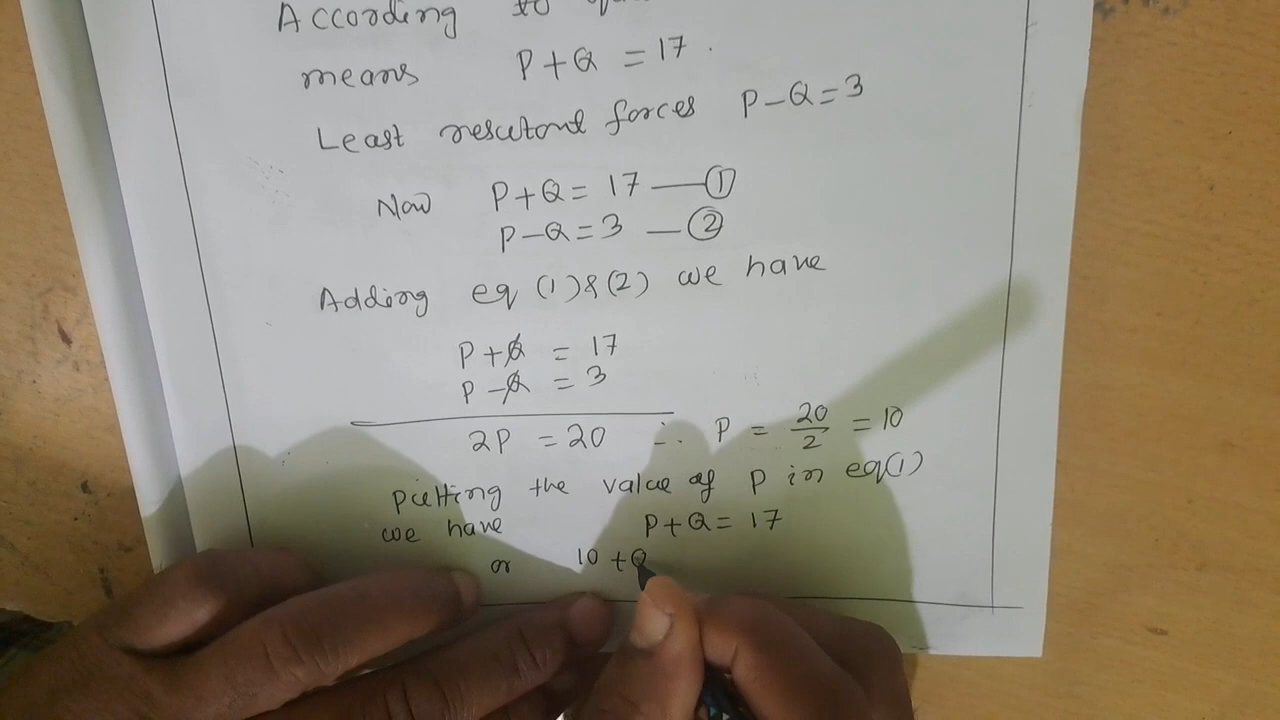 According to
means P + Q = 17.
Least resultant forces P - Q = 3
Now P + Q = 17 — ①
P - Q = 3 — ②
Adding eq (1) & (2) we have
P + Q = 17
P - Q = 3
2P = 20 ∴ P = 20/2 = 10
putting the value of P in eq(1)
we have P + Q = 17
or 10 + Q